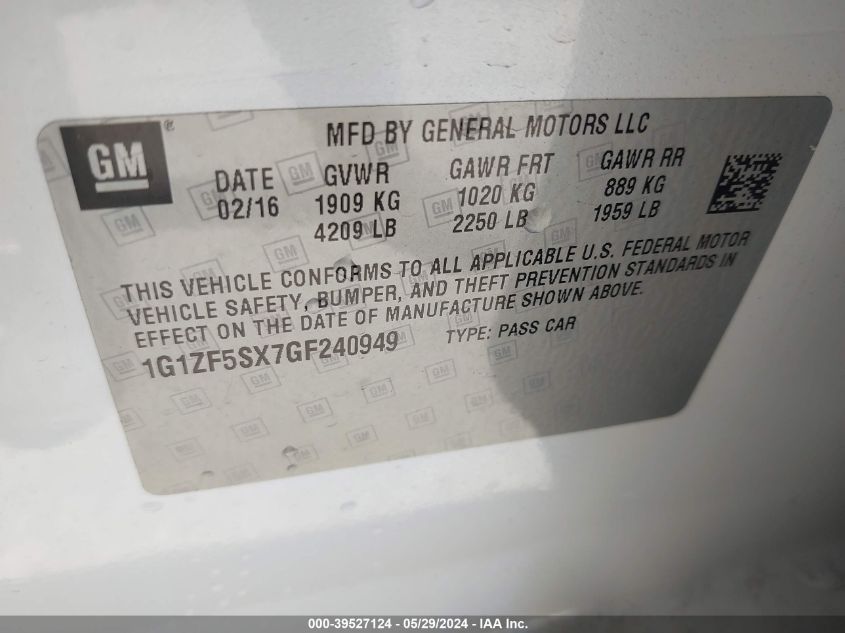 GM®
MFD BY GENERAL MOTORS LLC
DATE GVWR GAWR FRT GAWR RR
02/16 1909 KG 1020 KG 889 KG
4209 LB 2250 LB 1959 LB
THIS VEHICLE CONFORMS TO ALL APPLICABLE U.S. FEDERAL MOTOR
VEHICLE SAFETY, BUMPER, AND THEFT PREVENTION STANDARDS IN
EFFECT ON THE DATE OF MANUFACTURE SHOWN ABOVE.
1G1ZF5SX7GF240949 TYPE: PASS CAR
000-39527124 - 05/29/2024 - IAA Inc.